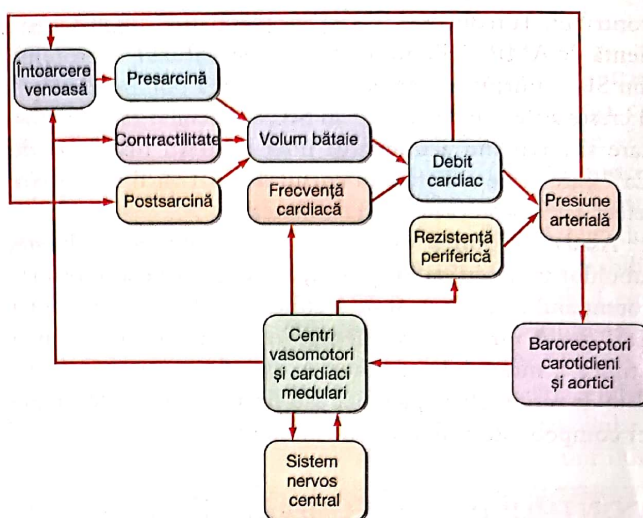 Întoarcere
venoasă
Presarcină
Contractilitate
Postsarcină
Volum bătaie
Frecvență
cardiacă
Debit
cardiac
Rezistență
periferică
Presiune
arterială
Centri
vasomotori
și cardiaci
medulari
Baroreceptori
carotidieni
și aortici
Sistem
nervos
central